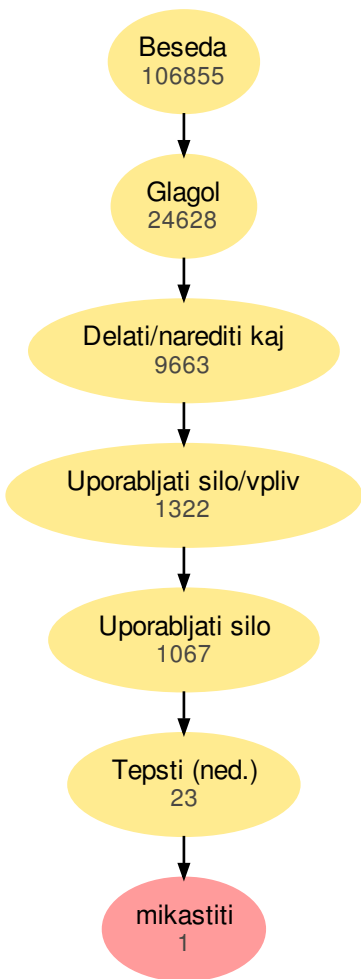 Beseda
106855
Glagol
24628
Delati/narediti kaj
9663
Uporabljati silo/vpliv
1322
Uporabljati silo
1067
Tepsti (ned.)
23
mikastiti
1